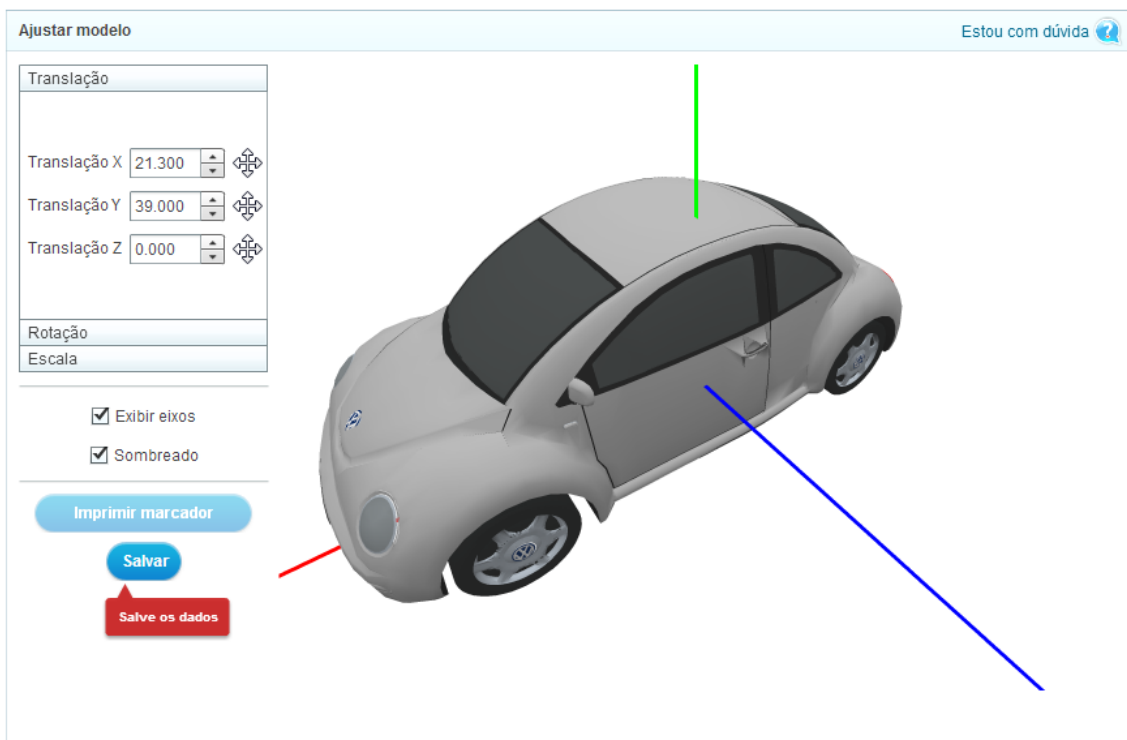 Ajustar modelo
Estou com dúvida
Translação
Translação X 21.300
Translação Y 39.000
Translação Z 0.000
Rotação
Escala
Exibir eixos
Sombreado
Imprimir marcador
Salvar
Salve os dados